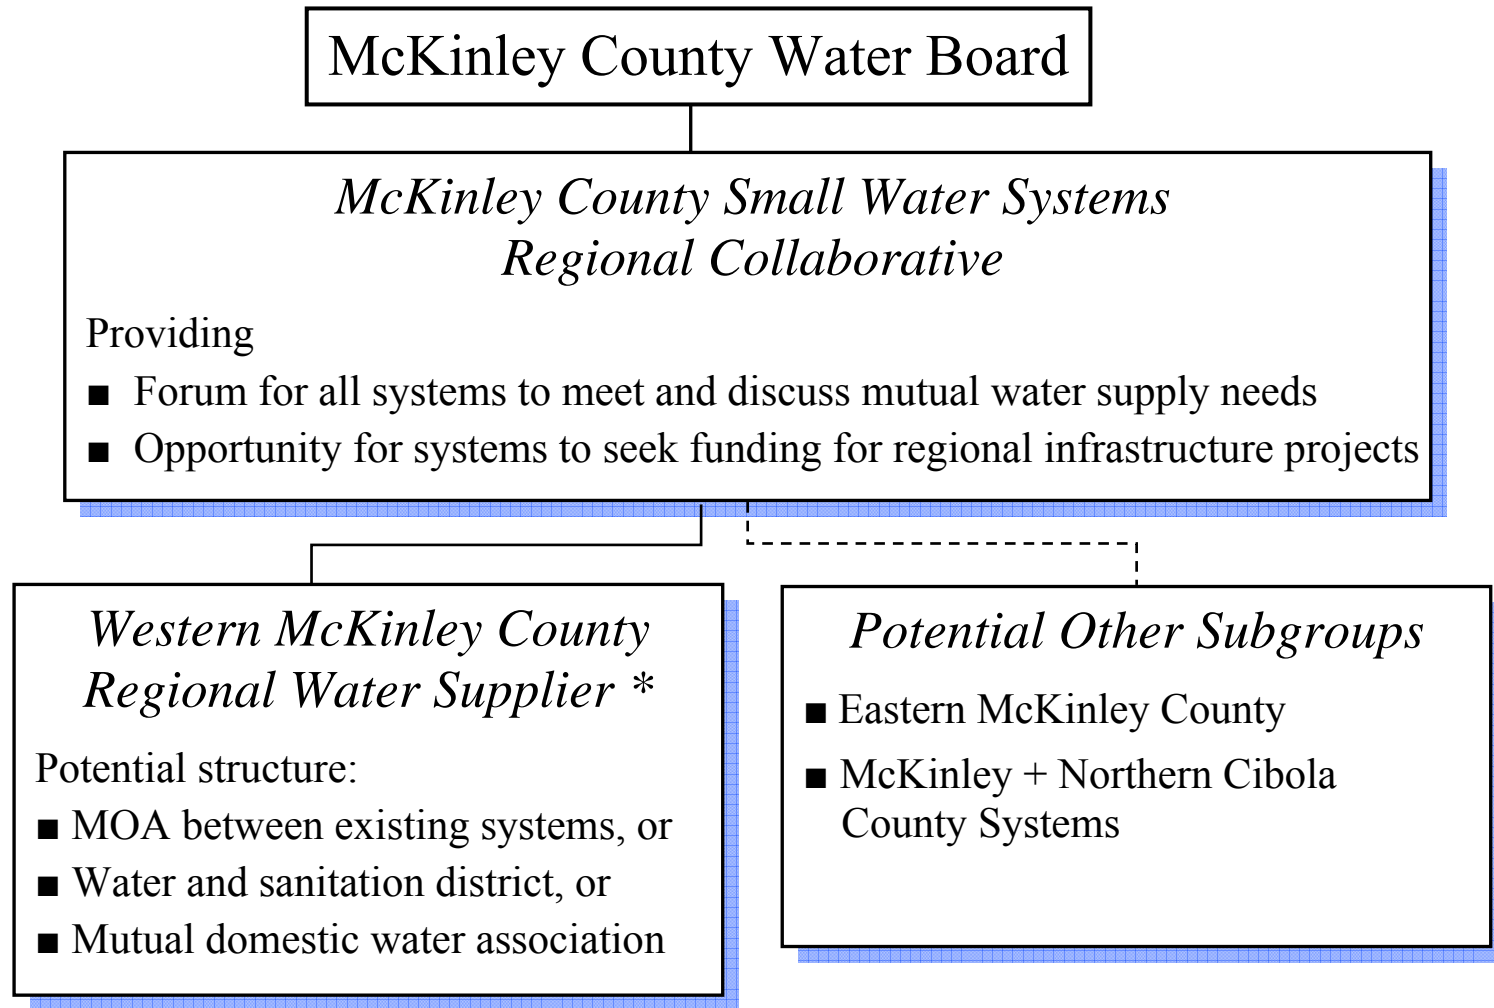 McKinley County Water Board
McKinley County Small Water Systems
Regional Collaborative
Providing
■ Forum for all systems to meet and discuss mutual water supply needs
■ Opportunity for systems to seek funding for regional infrastructure projects
Western McKinley County
Regional Water Supplier *
Potential structure:
■ MOA between existing systems, or
■ Water and sanitation district, or
■ Mutual domestic water association
Potential Other Subgroups
■ Eastern McKinley County
■ McKinley + Northern Cibola
County Systems